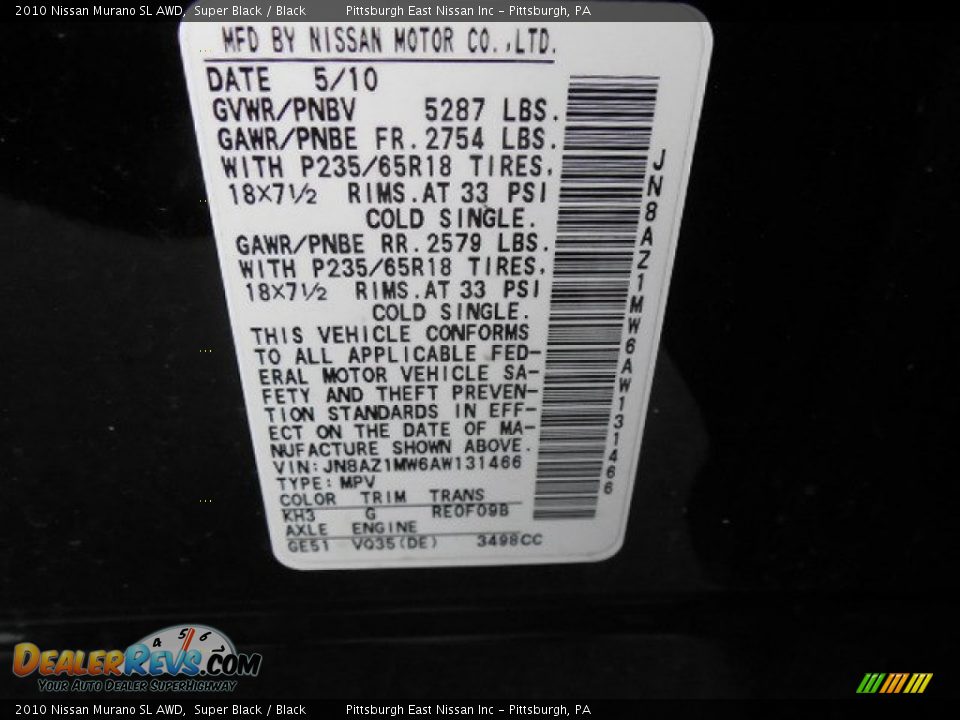 2010 Nissan Murano SL AWD, Super Black / Black Pittsburgh East Nissan Inc - Pittsburgh, PA
MFD BY NISSAN MOTOR CO.,LTD.
DATE 5/10
GVWR/PNBV 5287 LBS.
GAWR/PNBE FR.2754 LBS.
WITH P235/65R18 TIRES,
18X7½ RIMS.AT 33 PSI
COLD SINGLE.
GAWR/PNBE RR.2579 LBS.
WITH P235/65R18 TIRES,
18X7½ RIMS.AT 33 PSI
COLD SINGLE.
THIS VEHICLE CONFORMS
TO ALL APPLICABLE FED-
ERAL MOTOR VEHICLE SA-
FETY AND THEFT PREVEN-
TION STANDARDS IN EFF-
ECT ON THE DATE OF MA-
NUFACTURE SHOWN ABOVE.
VIN:JN8AZ1MW6AW131466
TYPE:MPV
COLOR TRIM TRANS
KH3 G RE0F09B
AXLE ENGINE
GE51 VQ35(DE) 3498CC
JN8AZ1MW6AW131466
4 5 6 7
DEALERREVS.COM
YOUR AUTO DEALER SUPERHIGHWAY
2010 Nissan Murano SL AWD, Super Black / Black Pittsburgh East Nissan Inc - Pittsburgh, PA